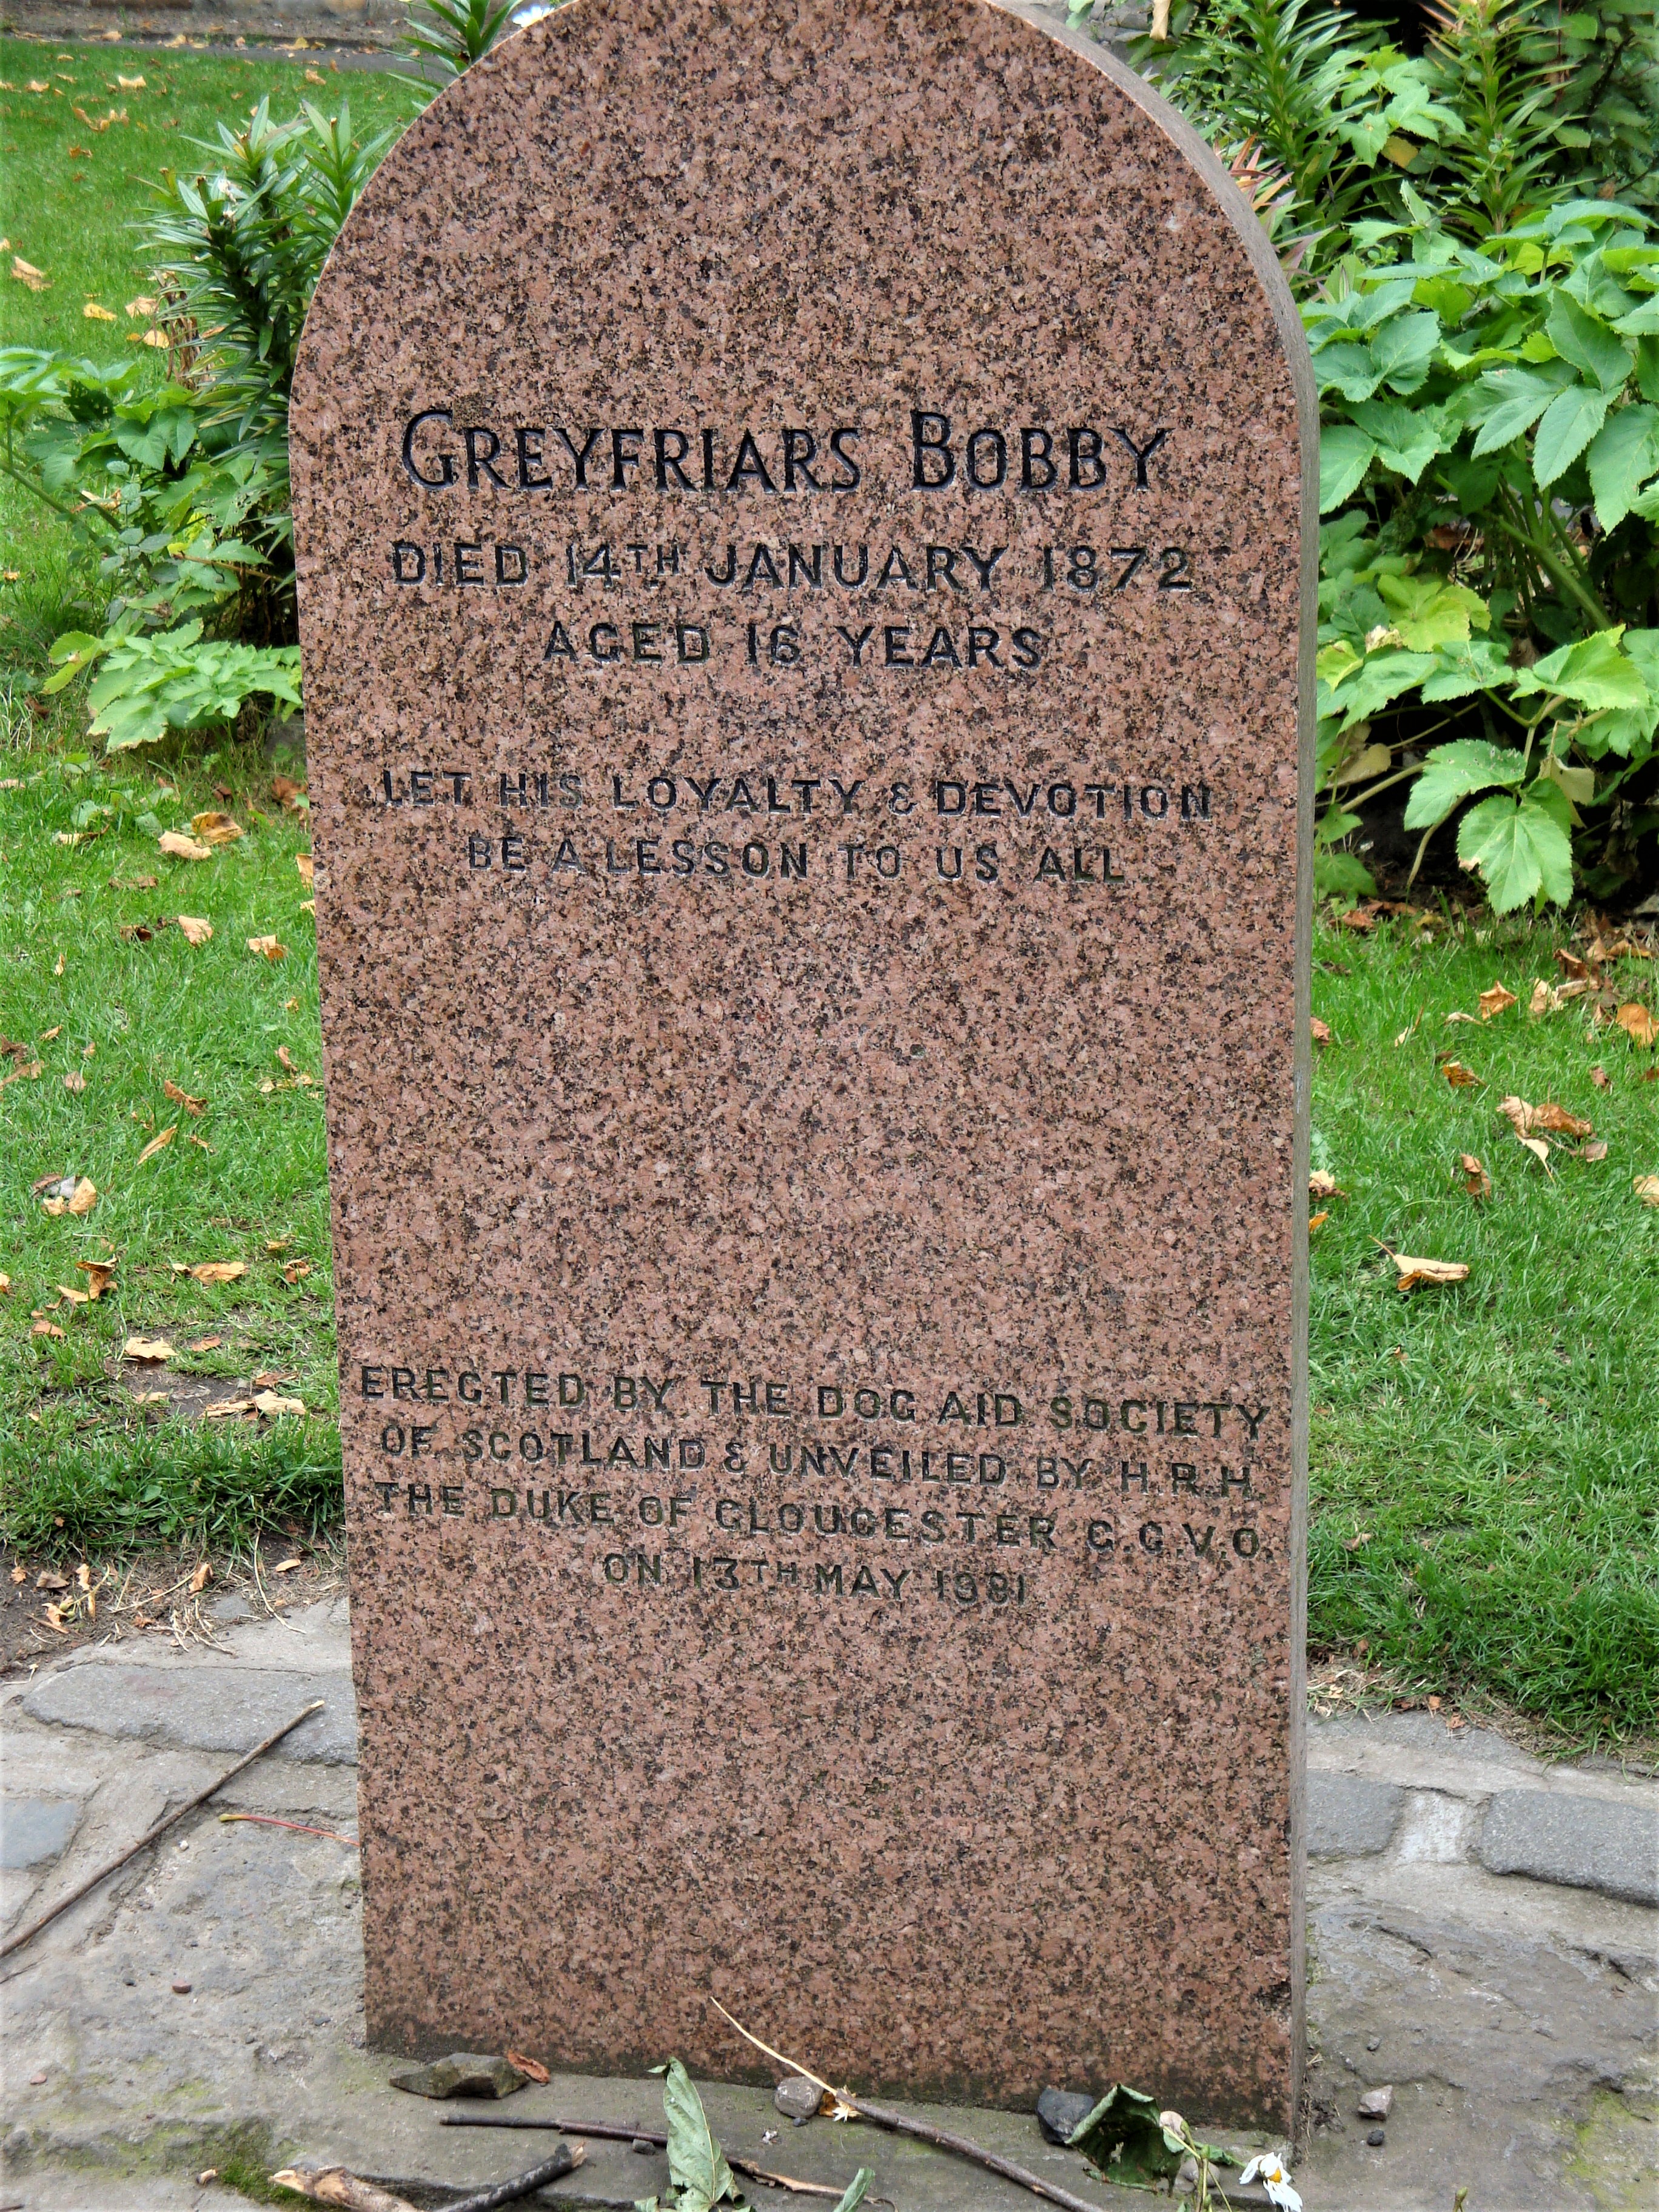 GREYFRIARS BOBBY
DIED 14TH JANUARY 1872
AGED 16 YEARS
LET HIS LOYALTY & DEVOTION
BE A LESSON TO US ALL
ERECTED BY THE DOG AID SOCIETY
OF SCOTLAND & UNVEILED BY H.R.H.
THE DUKE OF GLOUCESTER G.C.V.O.
ON 13TH MAY 1981